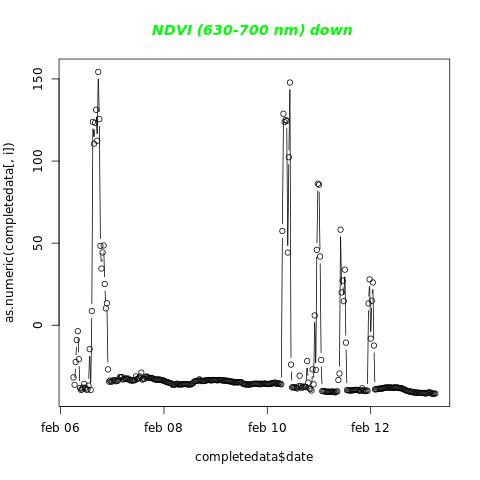 NDVI (630-700 nm) down
as.numeric(completedata[, i])
150
100
50
0
feb 06
feb 08
feb 10
feb 12
completedata$date